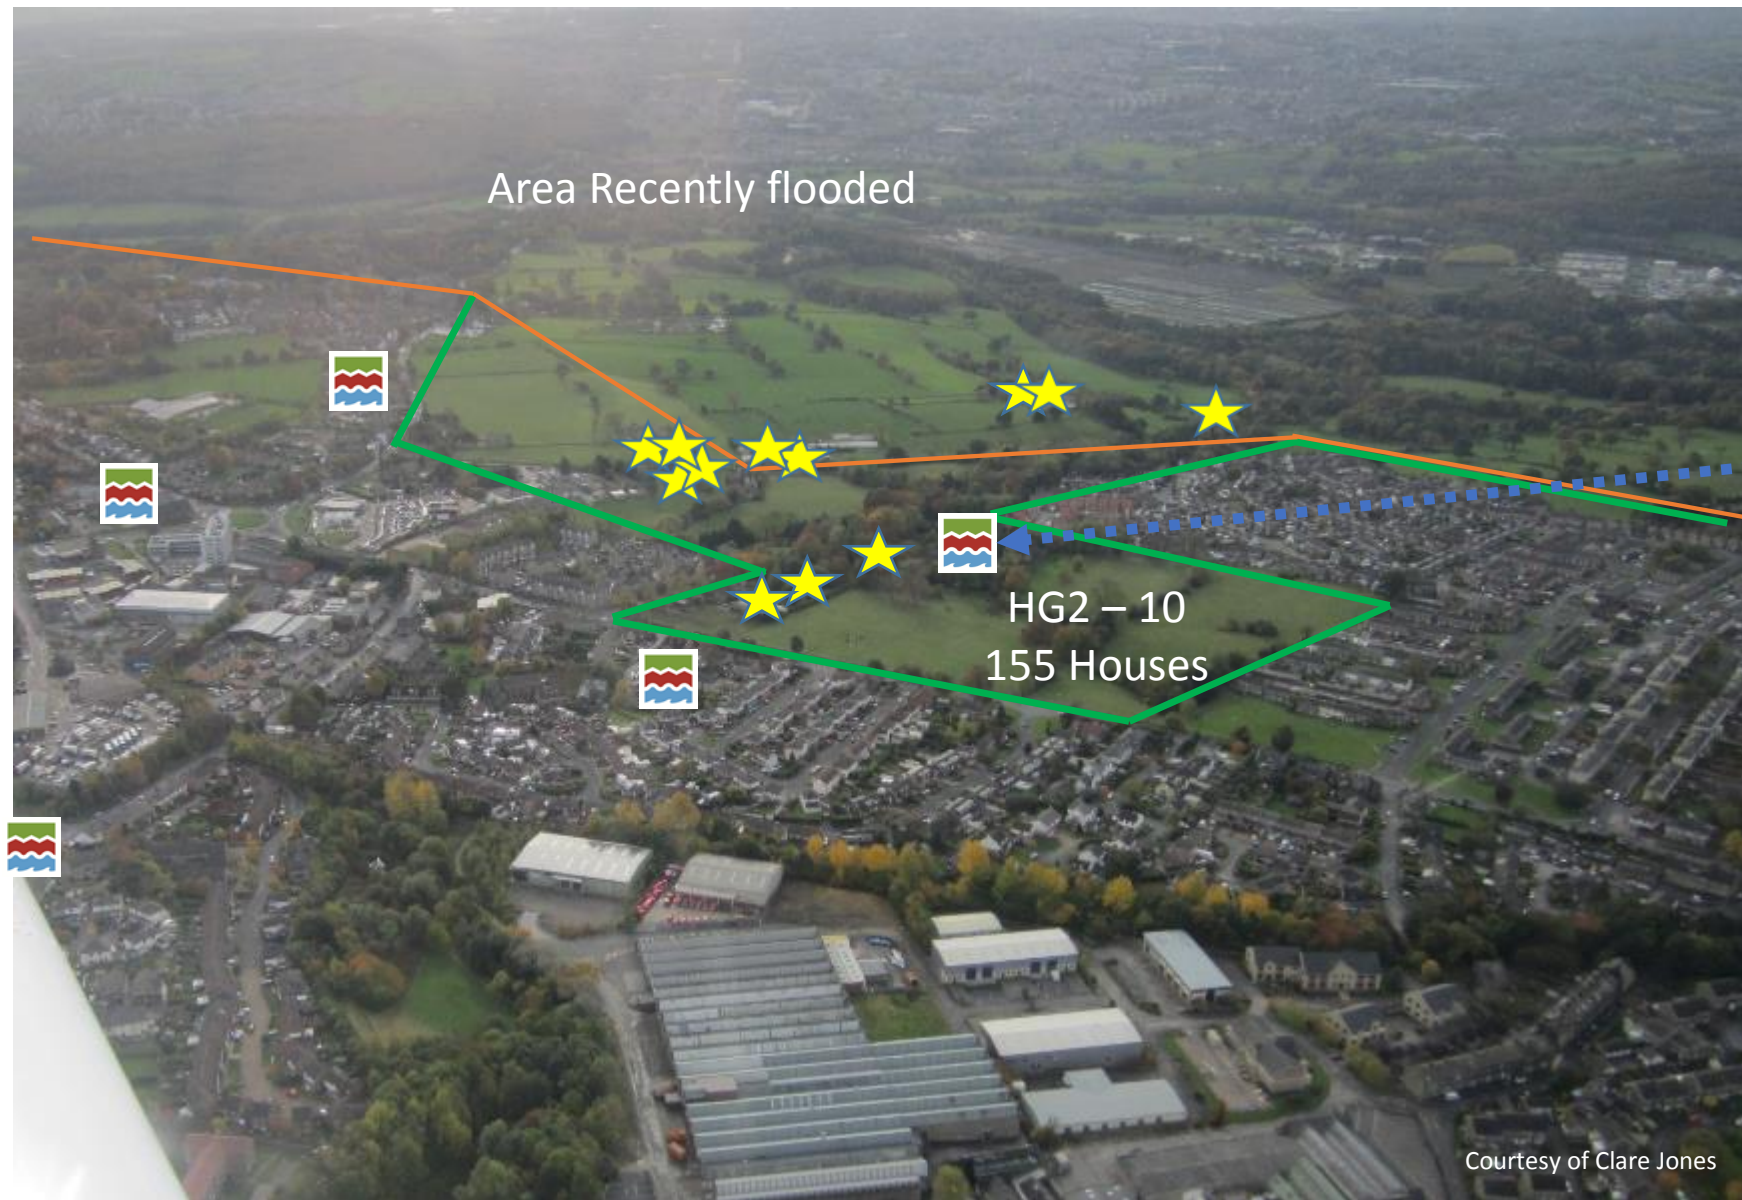 Area Recently flooded
HG2 – 10
155 Houses
Courtesy of Clare Jones